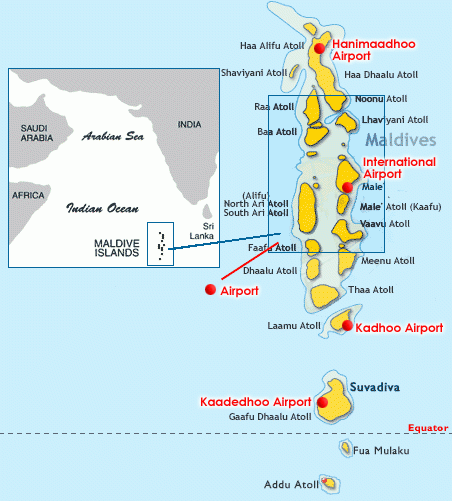 Haa Alifu Atoll
Hanimaadhoo
Airport
Shaviyani Atoll
Haa Dhaalu Atoll
Noonu Atoll
Raa Atoll
Lhaviyani Atoll
Baa Atoll
Maldives
International
Airport
Male'
(Alifu)
North Ari Atoll
South Ari Atoll
Male' Atoll (Kaafu)
Vaavu Atoll
Faafu Atoll
Meenu Atoll
Dhaalu Atoll
Thaa Atoll
Laamu Atoll
Kadhoo Airport
Suvadiva
Kaadedhoo Airport
Gaafu Dhaalu Atoll
Equator
Fua Mulaku
Addu Atoll
SAUDI
ARABIA
Arabian Sea
INDIA
AFRICA
Indian Ocean
Sri
Lanka
MALDIVE
ISLANDS
Airport